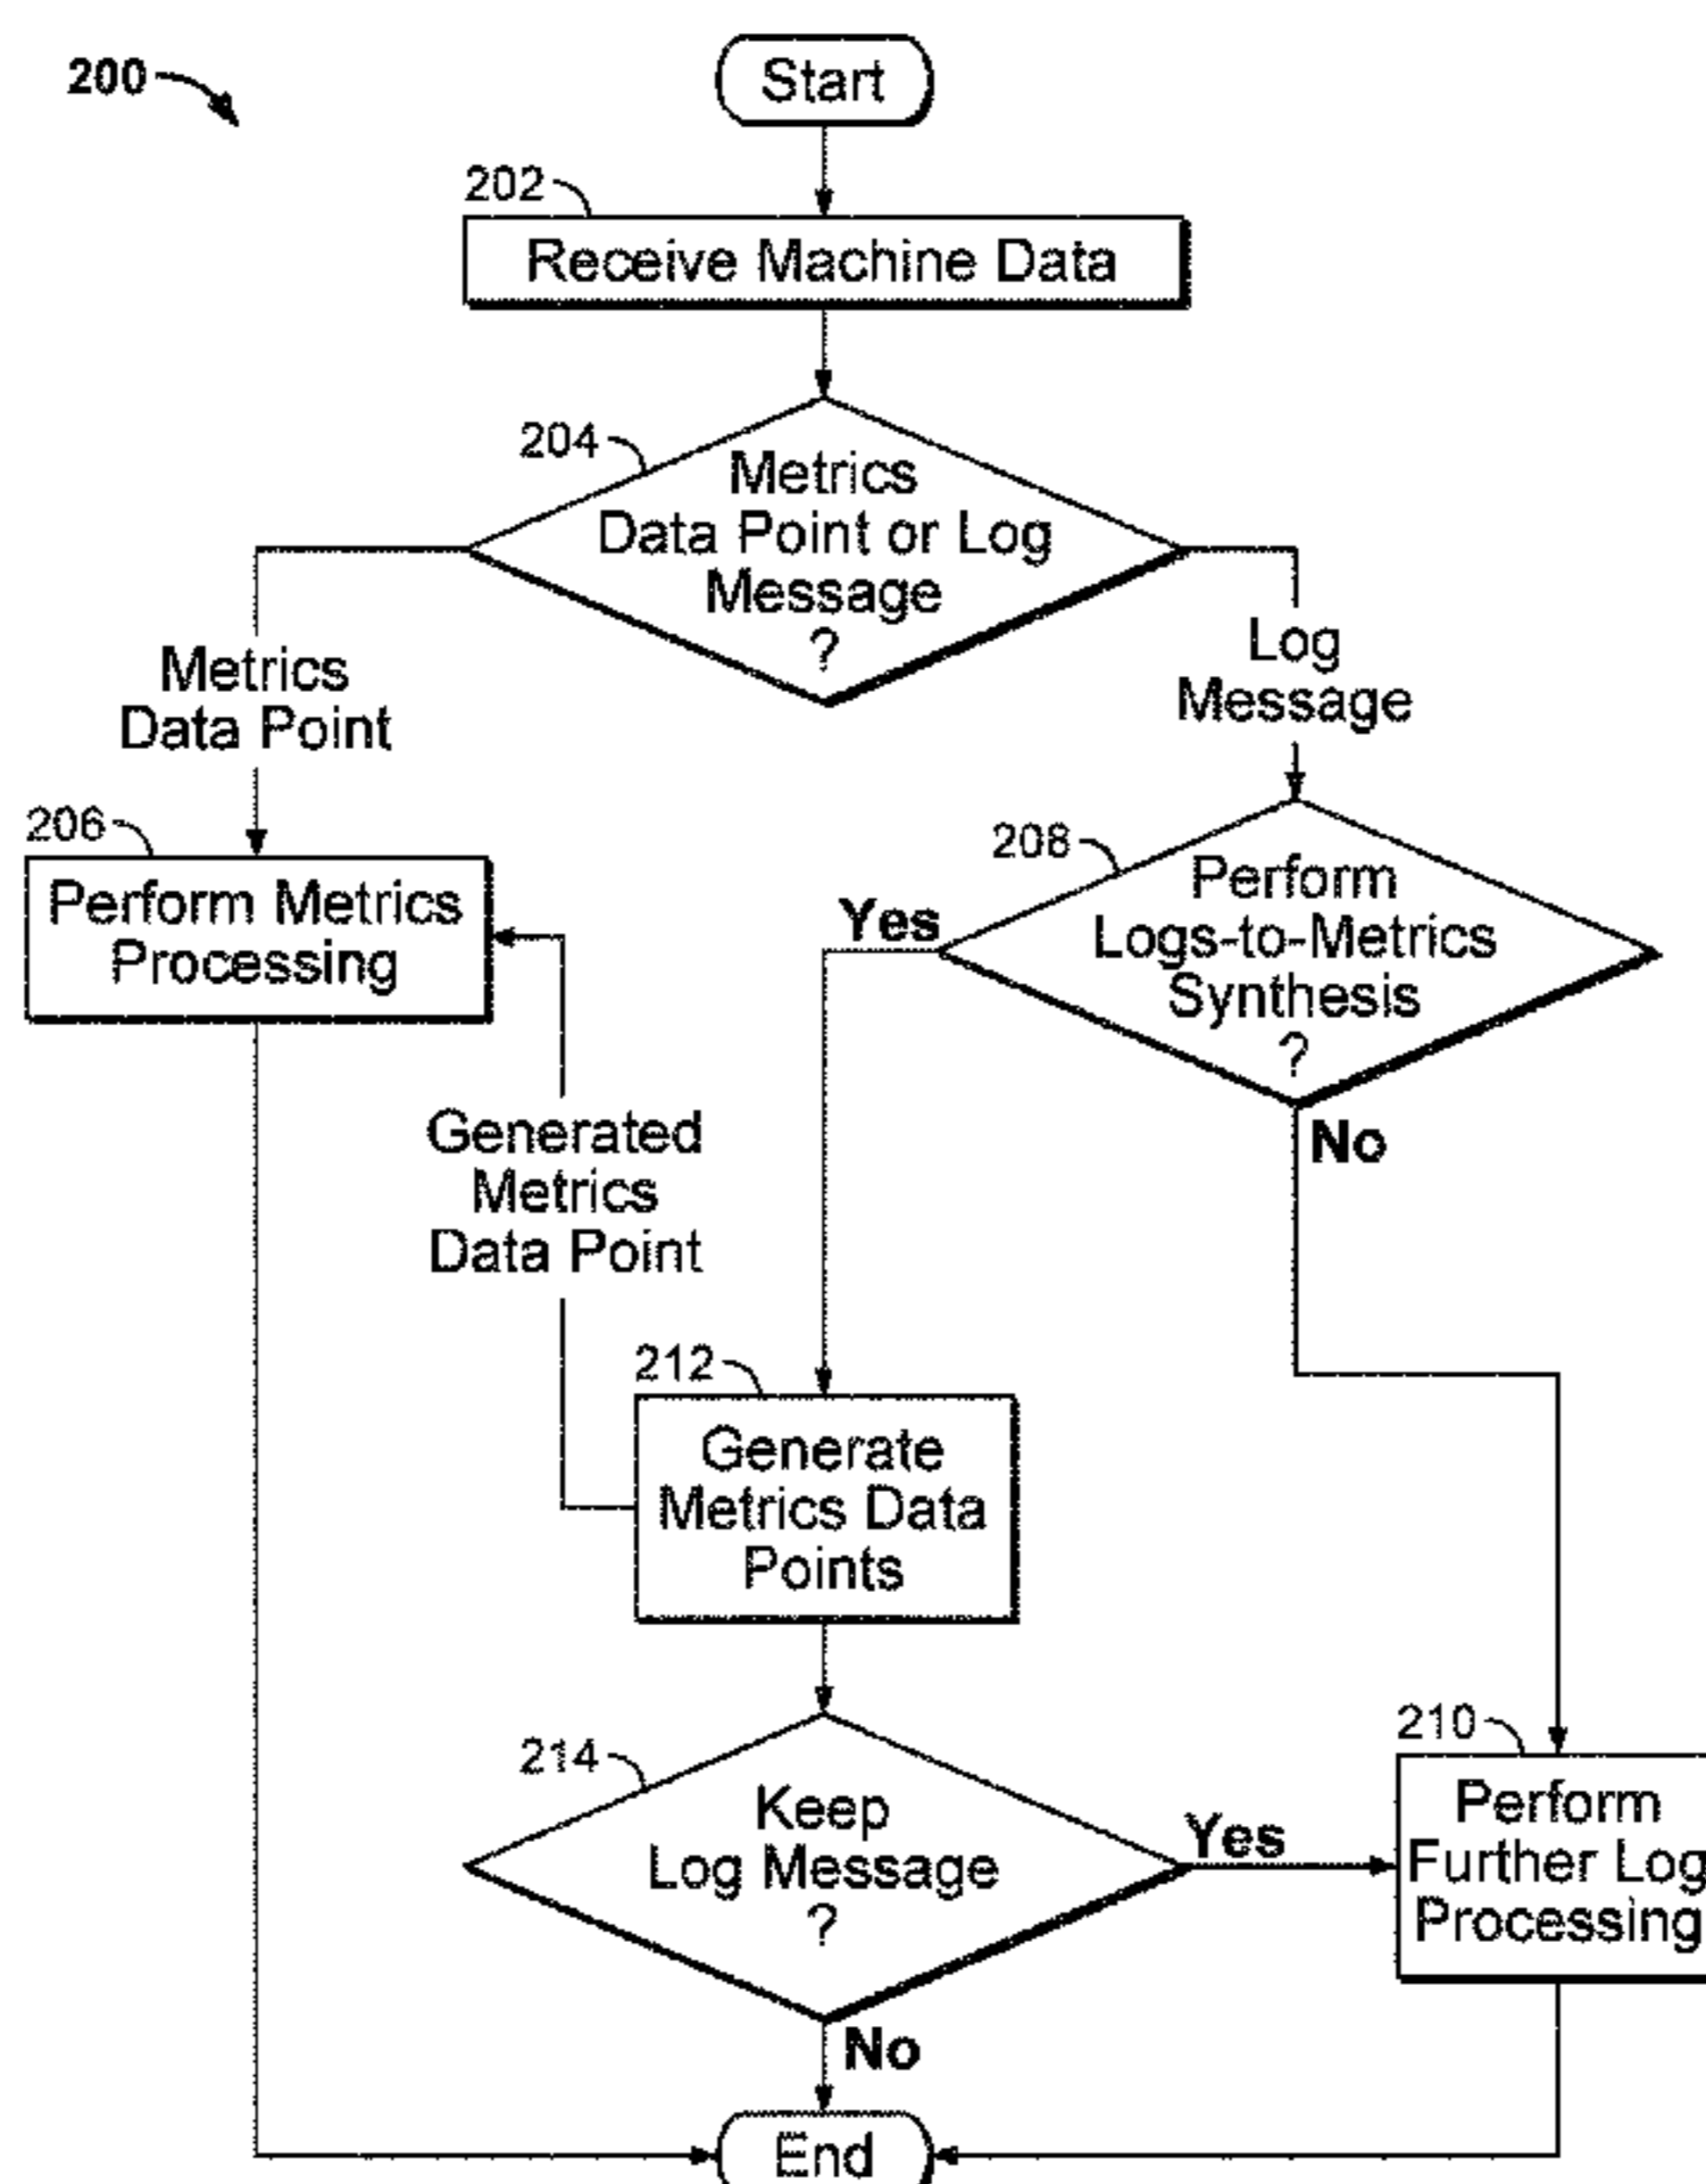 200
Start
202
Receive Machine Data
204
Metrics
Data Point or Log
Message
?
Metrics
Data Point
Log
Message
206
Perform Metrics
Processing
208
Perform
Logs-to-Metrics
Synthesis
?
Yes
No
Generated
Metrics
Data Point
212
Generate
Metrics Data
Points
214
Keep
Log Message
?
Yes
No
210
Perform
Further Log
Processing
End